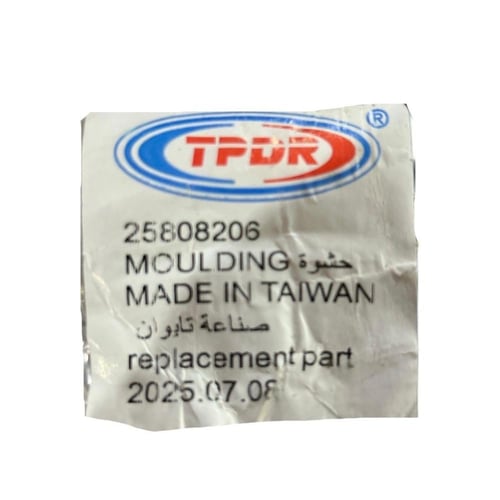 TPDR ®
25808206
MOULDING حشوة
MADE IN TAIWAN
صناعة تايوان
replacement part
2025.07.08